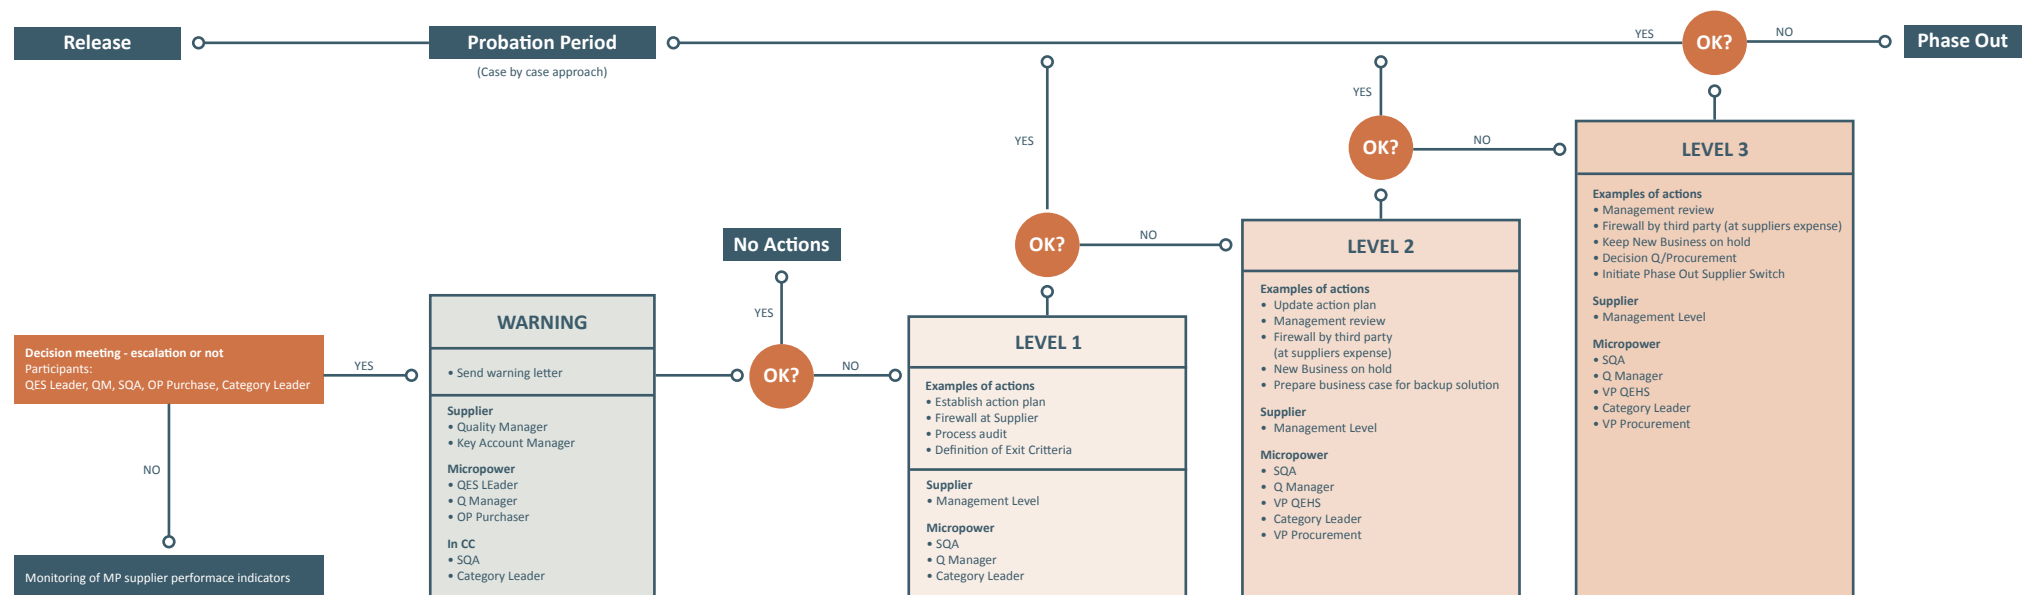 Release
Probation Period
(Case by case approach)
YES
OK?
NO
Phase Out
YES
OK?
NO
YES
OK?
NO
No Actions
YES
OK?
NO
Decision meeting - escalation or not
Participants:
QES Leader, QM, SQA, OP Purchase, Category Leader
YES
NO
Monitoring of MP supplier performace indicators
WARNING
• Send warning letter
Supplier
• Quality Manager
• Key Account Manager
Micropower
• QES LEader
• Q Manager
• OP Purchaser
In CC
• SQA
• Category Leader
LEVEL 1
Examples of actions
• Establish action plan
• Firewall at Supplier
• Process audit
• Definition of Exit Critteria
Supplier
• Management Level
Micropower
• SQA
• Q Manager
• Category Leader
LEVEL 2
Examples of actions
• Update action plan
• Management review
• Firewall by third party
(at suppliers expense)
• New Business on hold
• Prepare business case for backup solution
Supplier
• Management Level
Micropower
• SQA
• Q Manager
• VP QEHS
• Category Leader
• VP Procurement
LEVEL 3
Examples of actions
• Management review
• Firewall by third party (at suppliers expense)
• Keep New Business on hold
• Decision Q/Procurement
• Initiate Phase Out Supplier Switch
Supplier
• Management Level
Micropower
• SQA
• Q Manager
• VP QEHS
• Category Leader
• VP Procurement